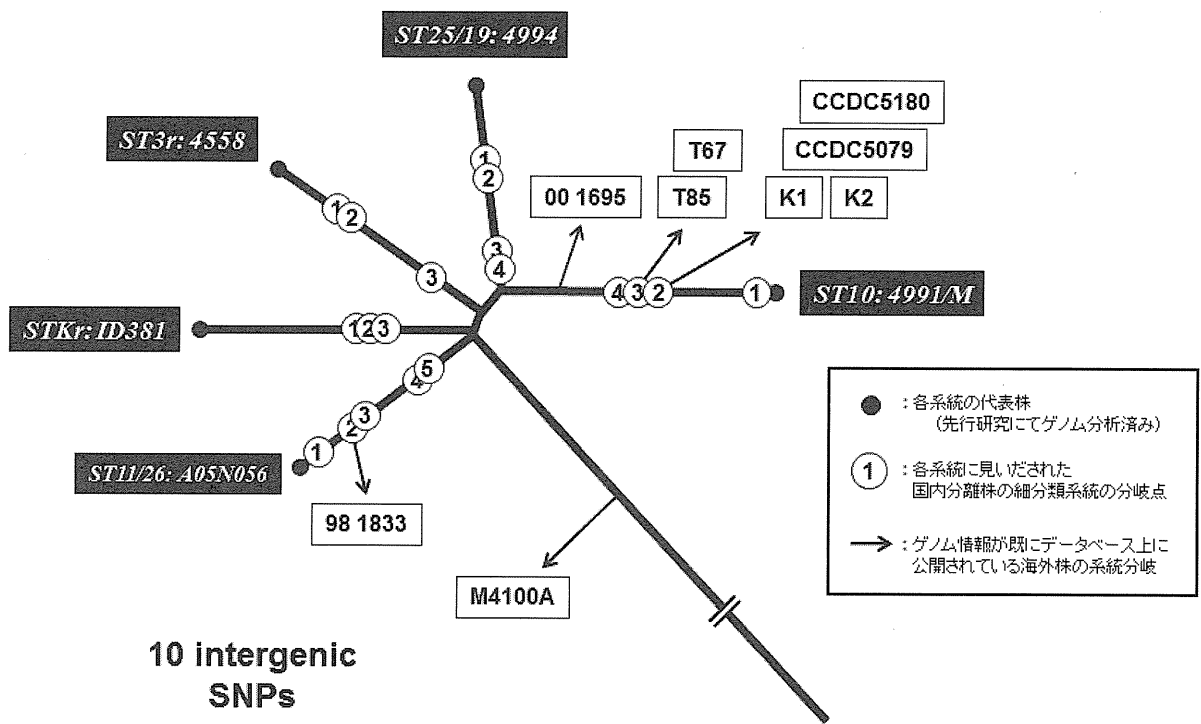 ST25/19: 4994
CCDC5180
ST3r: 4558
T67
CCDC5079
00 1695
T85
K1
K2
1
2
1
2
3
4
3
4
3
2
1
ST10: 4991/M
STKr: ID381
1
2
3
5
4
3
2
1
ST11/26: A05N056
98 1833
M4100A
:各系統の代表株
(先行研究にてゲノム分析済み)
1
:各系統に見いだされた
国内分離株の細分類系統の分岐点
:ゲノム情報が既にデータベース上に
公開されている海外株の系統分岐
10 intergenic
SNPs